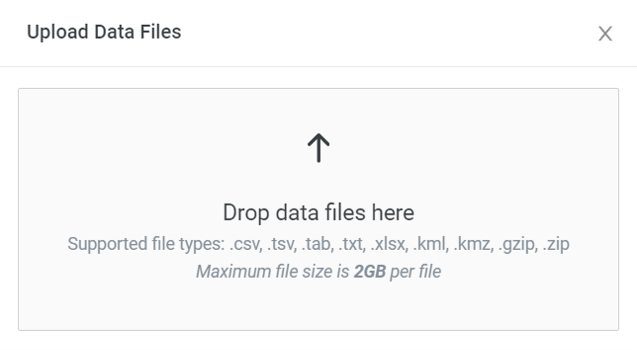 Upload Data Files
Drop data files here
Supported file types: .csv, .tsv, .tab, .txt, .xlsx, .kml, .kmz, .gzip, .zip
Maximum file size is 2GB per file